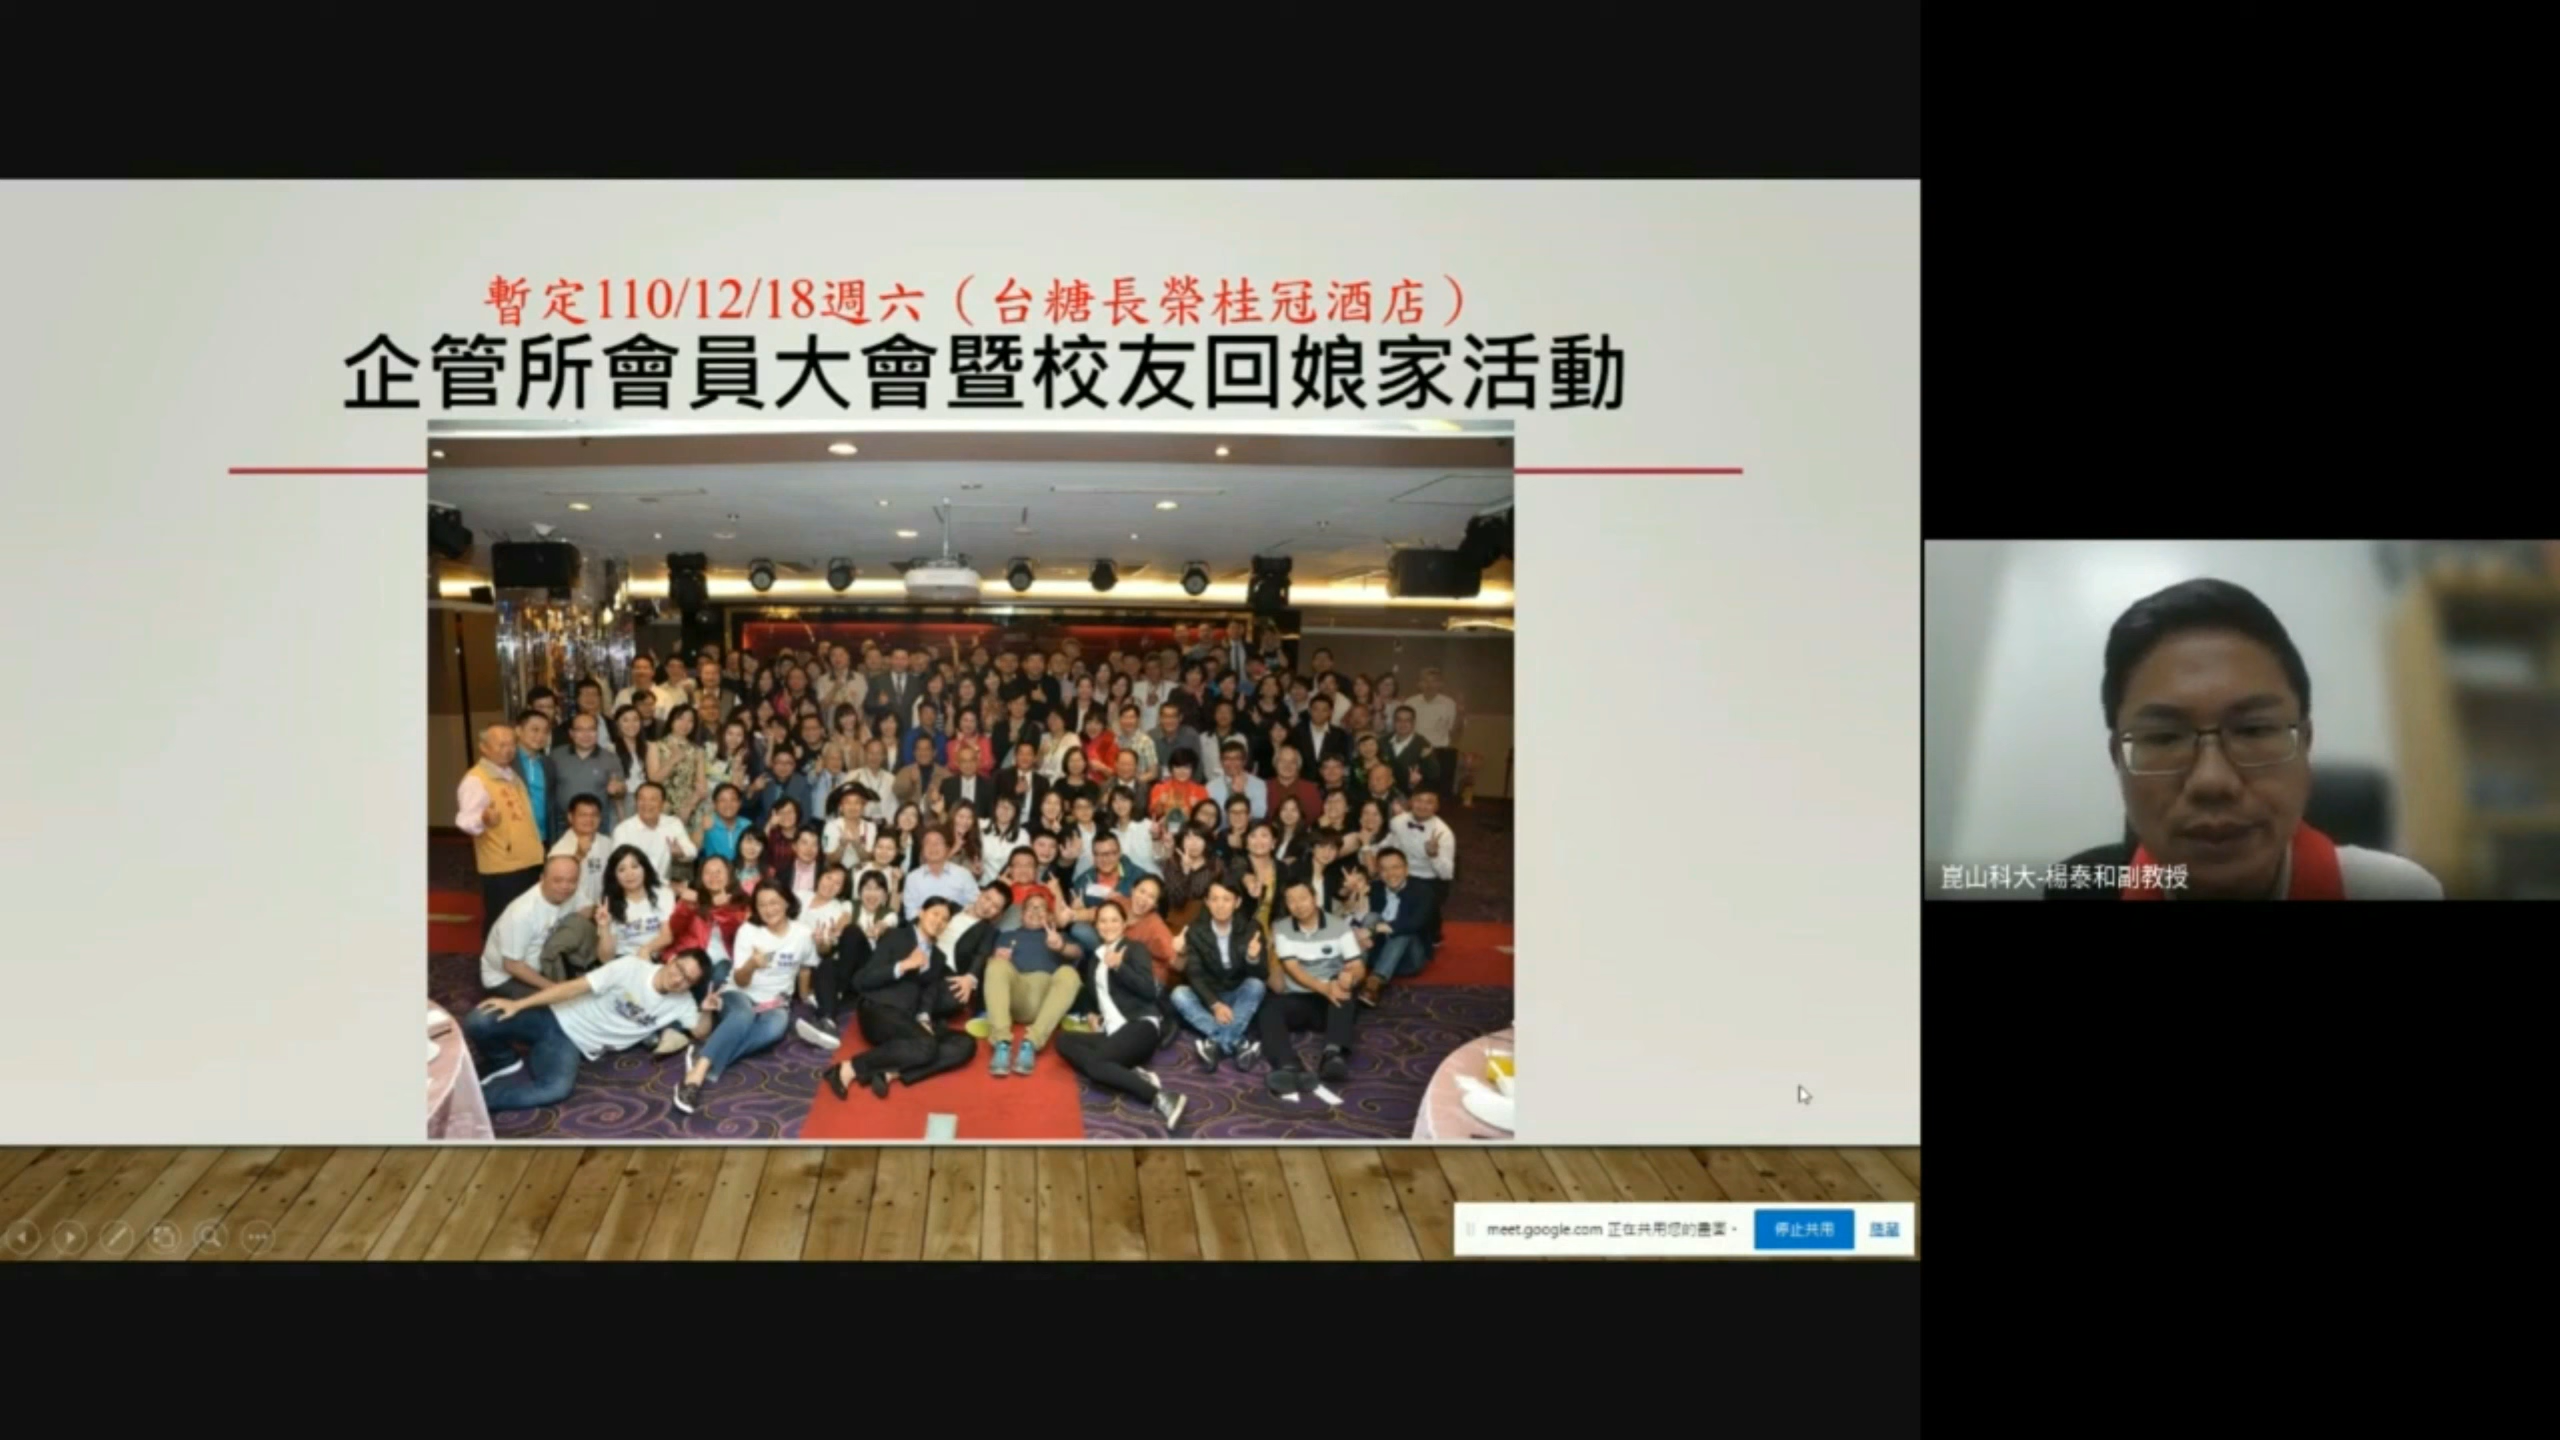 暫定110/12/18週六（台糖長榮桂冠酒店）
企管所會員大會暨校友回娘家活動
崑山科大-楊泰和副教授
meet.google.com 正在共用您的畫面。
停止共用
隱藏